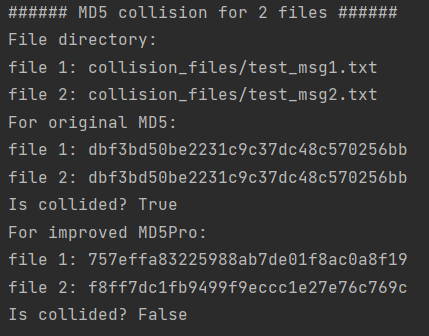 ###### MD5 collision for 2 files ######
File directory:
file 1: collision_files/test_msg1.txt
file 2: collision_files/test_msg2.txt
For original MD5:
file 1: dbf3bd50be2231c9c37dc48c570256bb
file 2: dbf3bd50be2231c9c37dc48c570256bb
Is collided? True
For improved MD5Pro:
file 1: 757effa83225988ab7de01f8ac0a8f19
file 2: f8ff7dc1fb9499f9eccc1e27e76c769c
Is collided? False